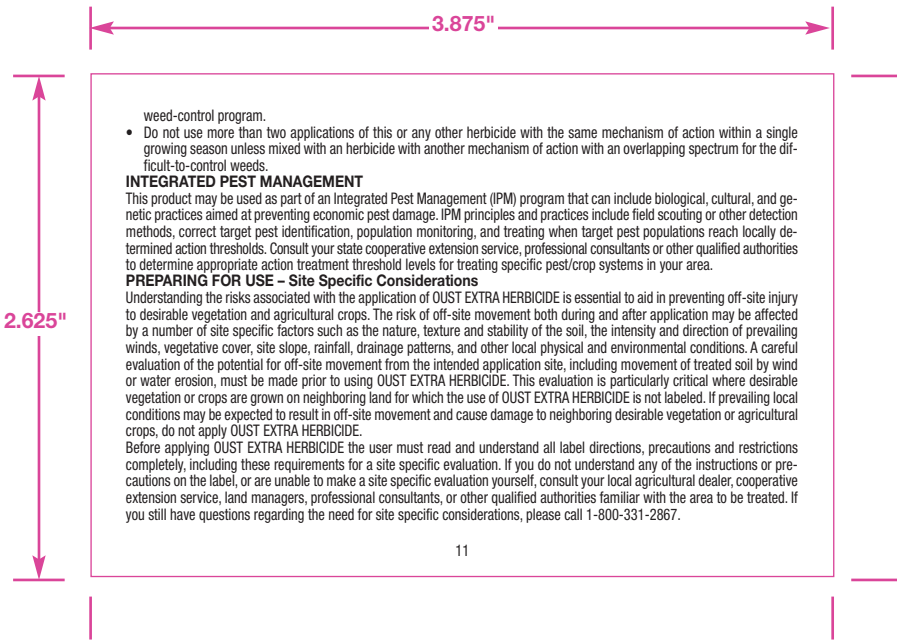 3.875"
2.625"
weed-control program.
• Do not use more than two applications of this or any other herbicide with the same mechanism of action within a single
growing season unless mixed with an herbicide with another mechanism of action with an overlapping spectrum for the dif-
ficult-to-control weeds.
INTEGRATED PEST MANAGEMENT
This product may be used as part of an Integrated Pest Management (IPM) program that can include biological, cultural, and ge-
netic practices aimed at preventing economic pest damage. IPM principles and practices include field scouting or other detection
methods, correct target pest identification, population monitoring, and treating when target pest populations reach locally de-
termined action thresholds. Consult your state cooperative extension service, professional consultants or other qualified authorities
to determine appropriate action treatment threshold levels for treating specific pest/crop systems in your area.
PREPARING FOR USE – Site Specific Considerations
Understanding the risks associated with the application of OUST EXTRA HERBICIDE is essential to aid in preventing off-site injury
to desirable vegetation and agricultural crops. The risk of off-site movement both during and after application may be affected
by a number of site specific factors such as the nature, texture and stability of the soil, the intensity and direction of prevailing
winds, vegetative cover, site slope, rainfall, drainage patterns, and other local physical and environmental conditions. A careful
evaluation of the potential for off-site movement from the intended application site, including movement of treated soil by wind
or water erosion, must be made prior to using OUST EXTRA HERBICIDE. This evaluation is particularly critical where desirable
vegetation or crops are grown on neighboring land for which the use of OUST EXTRA HERBICIDE is not labeled. If prevailing local
conditions may be expected to result in off-site movement and cause damage to neighboring desirable vegetation or agricultural
crops, do not apply OUST EXTRA HERBICIDE.
Before applying OUST EXTRA HERBICIDE the user must read and understand all label directions, precautions and restrictions
completely, including these requirements for a site specific evaluation. If you do not understand any of the instructions or pre-
cautions on the label, or are unable to make a site specific evaluation yourself, consult your local agricultural dealer, cooperative
extension service, land managers, professional consultants, or other qualified authorities familiar with the area to be treated. If
you still have questions regarding the need for site specific considerations, please call 1-800-331-2867.
11